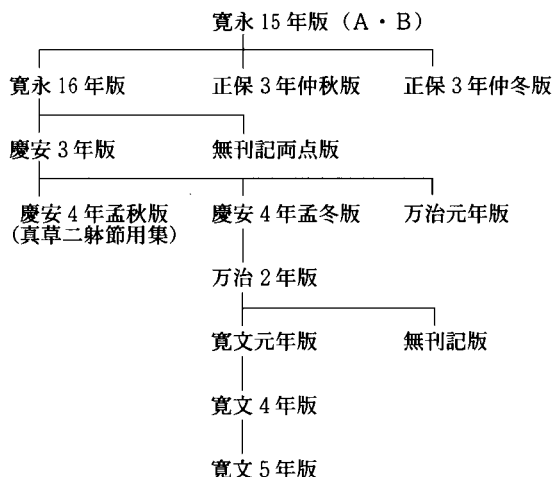 寛永15年版（A・B）
寛永16年版 正保3年仲秋版 正保3年仲冬版
慶安3年版 無刊記両点版
慶安4年孟秋版 慶安4年孟冬版 万治元年版
(真草二躰節用集)
万治2年版
寛文元年版 無刊記版
寛文4年版
寛文5年版